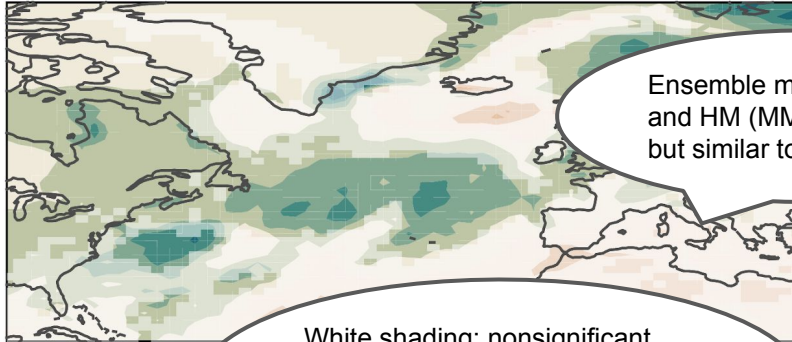 Ensemble m
and HM (MM
but similar to
White shading: nonsignificant